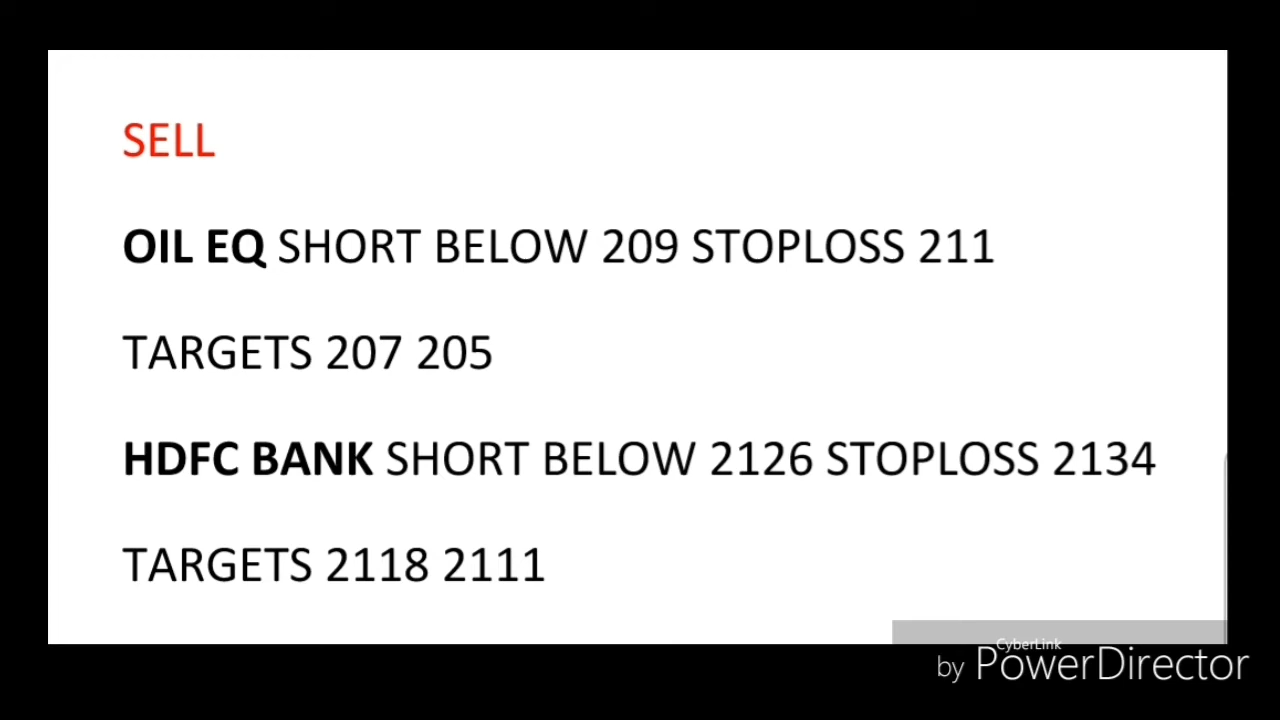 SELL
OIL EQ SHORT BELOW 209 STOPLOSS 211
TARGETS 207 205
HDFC BANK SHORT BELOW 2126 STOPLOSS 2134
TARGETS 2118 2111
CyberLink
by PowerDirector